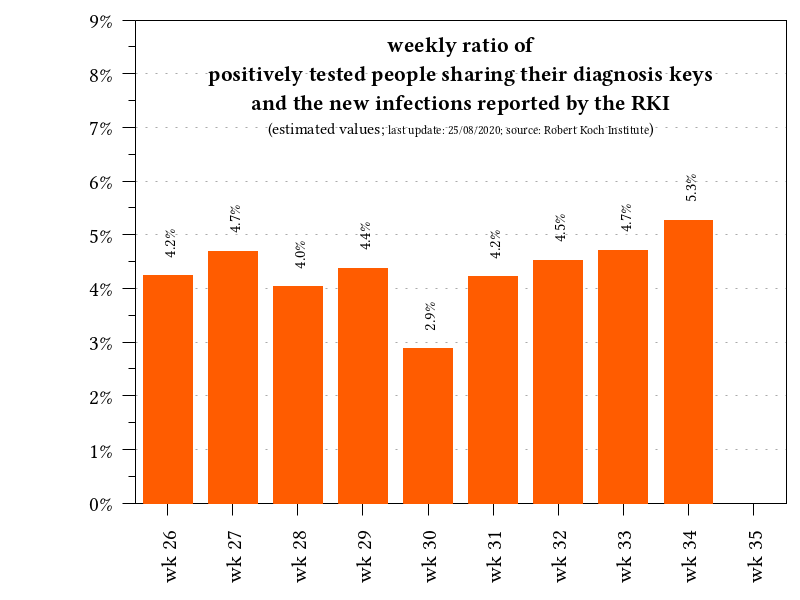 weekly ratio of
positively tested people sharing their diagnosis keys
and the new infections reported by the RKI
(estimated values; last update: 25/08/2020; source: Robert Koch Institute)
9%
8%
7%
6%
5%
4%
3%
2%
1%
0%
4.2%
4.7%
4.0%
4.4%
2.9%
4.2%
4.5%
4.7%
5.3%
wk 26
wk 27
wk 28
wk 29
wk 30
wk 31
wk 32
wk 33
wk 34
wk 35